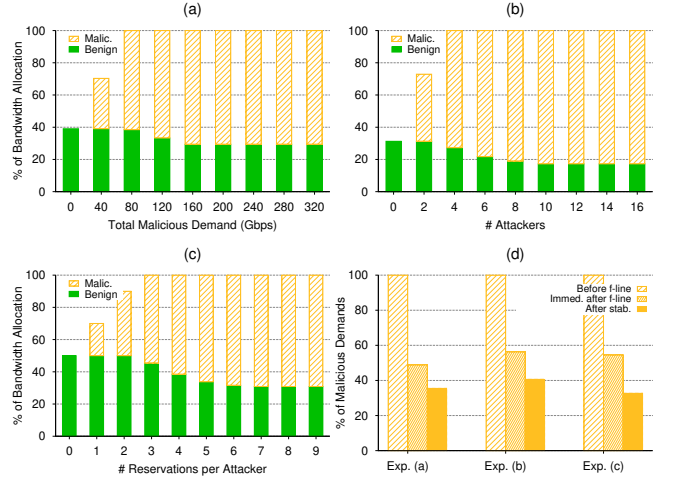 (a)
% of Bandwidth Allocation
100
80
60
40
20
0
Malic.
Benign
0 40 80 120 160 200 240 280 320
Total Malicious Demand (Gbps)
(b)
100
80
60
40
20
0
Malic.
Benign
0 2 4 6 8 10 12 14 16
# Attackers
(c)
% of Bandwidth Allocation
100
80
60
40
20
0
Malic.
Benign
0 1 2 3 4 5 6 7 8 9
# Reservations per Attacker
(d)
% of Malicious Demands
100
80
60
40
20
0
Before f-line
Immed. after f-line
After stab.
Exp. (a) Exp. (b) Exp. (c)